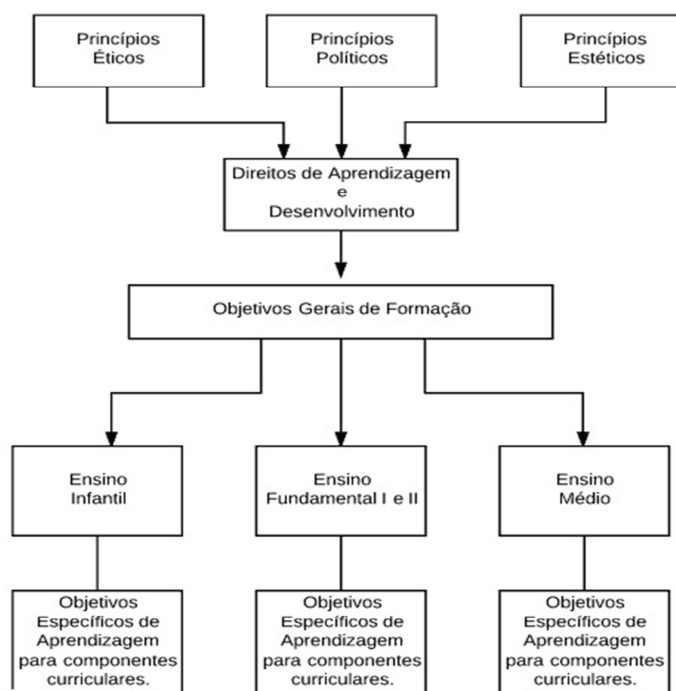 Princípios
Éticos
Princípios
Políticos
Princípios
Estéticos
Direitos de Aprendizagem
e
Desenvolvimento
Objetivos Gerais de Formação
Ensino
Infantil
Ensino
Fundamental I e II
Ensino
Médio
Objetivos
Específicos de
Aprendizagem
para componentes
curriculares.
Objetivos
Específicos de
Aprendizagem
para componentes
curriculares.
Objetivos
Específicos de
Aprendizagem
para componentes
curriculares.